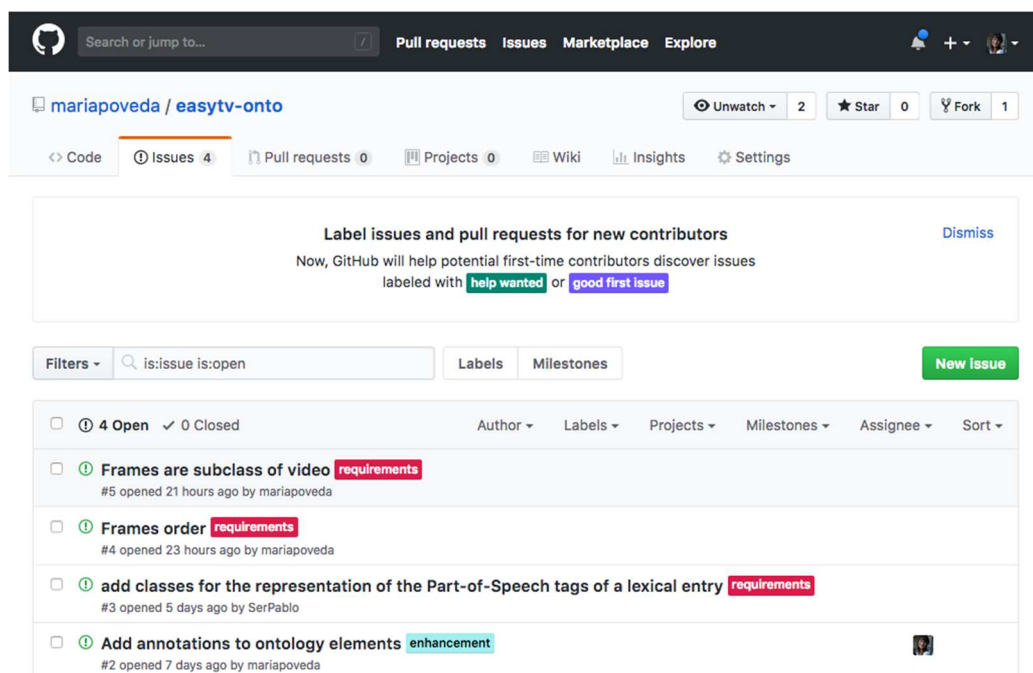 Search or jump to... /
Pull requests Issues Marketplace Explore
mariapoveda / easytv-onto
Unwatch 2 Star 0 Fork 1
Code Issues 4 Pull requests 0 Projects 0 Wiki Insights Settings
Label issues and pull requests for new contributors
Dismiss
Now, GitHub will help potential first-time contributors discover issues
labeled with help wanted or good first issue
Filters is:issue is:open Labels Milestones New issue
4 Open 0 Closed Author Labels Projects Milestones Assignee Sort
Frames are subclass of video requirements
#5 opened 21 hours ago by mariapoveda
Frames order requirements
#4 opened 23 hours ago by mariapoveda
add classes for the representation of the Part-of-Speech tags of a lexical entry requirements
#3 opened 5 days ago by SerPablo
Add annotations to ontology elements enhancement
#2 opened 7 days ago by mariapoveda